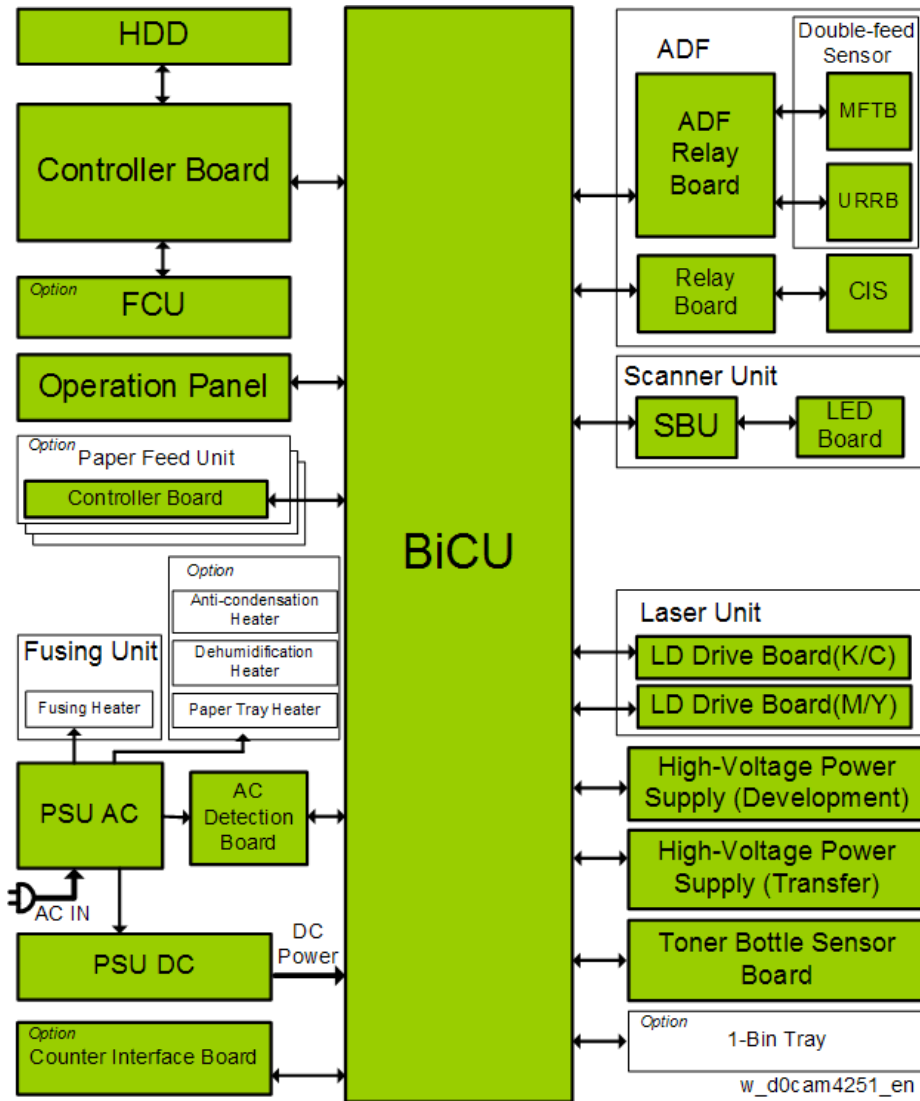 HDD
Controller Board
Option
FCU
Operation Panel
Option
Paper Feed Unit
Controller Board
Option
Anti-condensation
Heater
Dehumidification
Heater
Paper Tray Heater
Fusing Unit
Fusing Heater
PSU AC
AC
Detection
Board
AC IN
PSU DC
DC
Power
Option
Counter Interface Board
BiCU
ADF
Double-feed
Sensor
ADF
Relay
Board
MFTB
URRB
Relay
Board
CIS
Scanner Unit
SBU
LED
Board
Laser Unit
LD Drive Board(K/C)
LD Drive Board(M/Y)
High-Voltage Power
Supply (Development)
High-Voltage Power
Supply (Transfer)
Toner Bottle Sensor
Board
Option
1-Bin Tray
w_d0cam4251_en